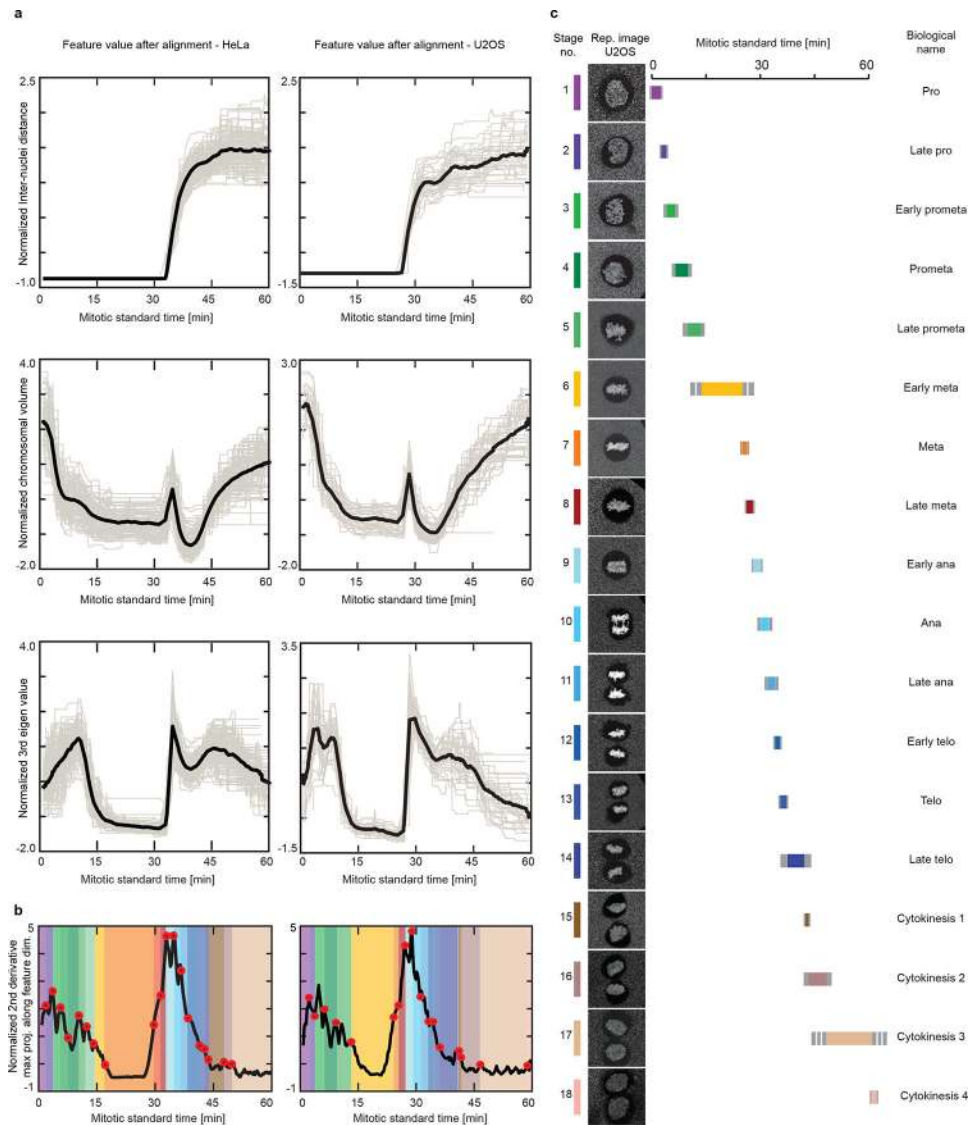 a
Feature value after alignment - HeLa
Feature value after alignment - U2OS
Normalized Inter-nuclei distance
2.5
-1.0
0 15 30 45 60
Mitotic standard time [min]
2.5
-1.5
0 15 30 45 60
Mitotic standard time [min]
Normalized chromosomal volume
4.0
-2.0
0 15 30 45 60
Mitotic standard time [min]
3.0
-2.0
0 15 30 45 60
Mitotic standard time [min]
Normalized 3rd eigen value
4.0
-2.0
0 15 30 45 60
Mitotic standard time [min]
3.5
-1.5
0 15 30 45 60
Mitotic standard time [min]
b
Normalized 2nd derivative
max proj. along feature dim.
5
-1
0 15 30 45 60
Mitotic standard time [min]
5
-1
0 15 30 45 60
Mitotic standard time [min]
c
Stage no.
Rep. image U2OS
Mitotic standard time [min]
0 30 60
Biological name
1 Pro
2 Late pro
3 Early prometa
4 Prometa
5 Late prometa
6 Early meta
7 Meta
8 Late meta
9 Early ana
10 Ana
11 Late ana
12 Early telo
13 Telo
14 Late telo
15 Cytokinesis 1
16 Cytokinesis 2
17 Cytokinesis 3
18 Cytokinesis 4